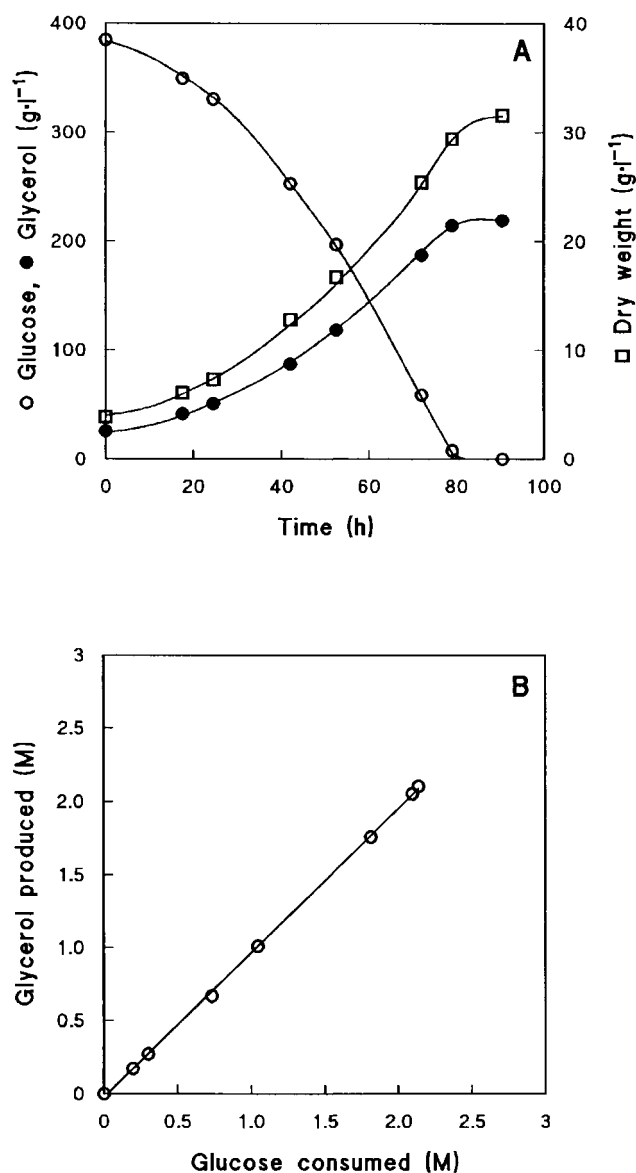 A
400
300
200
100
0
40
30
20
10
0
0 20 40 60 80 100
Time (h)
○ Glucose, ● Glycerol (g·l⁻¹)
□ Dry weight (g·l⁻¹)
B
3
2.5
2.0
1.5
1.0
0.5
0
0 0.5 1.0 1.5 2.0 2.5 3
Glucose consumed (M)
Glycerol produced (M)